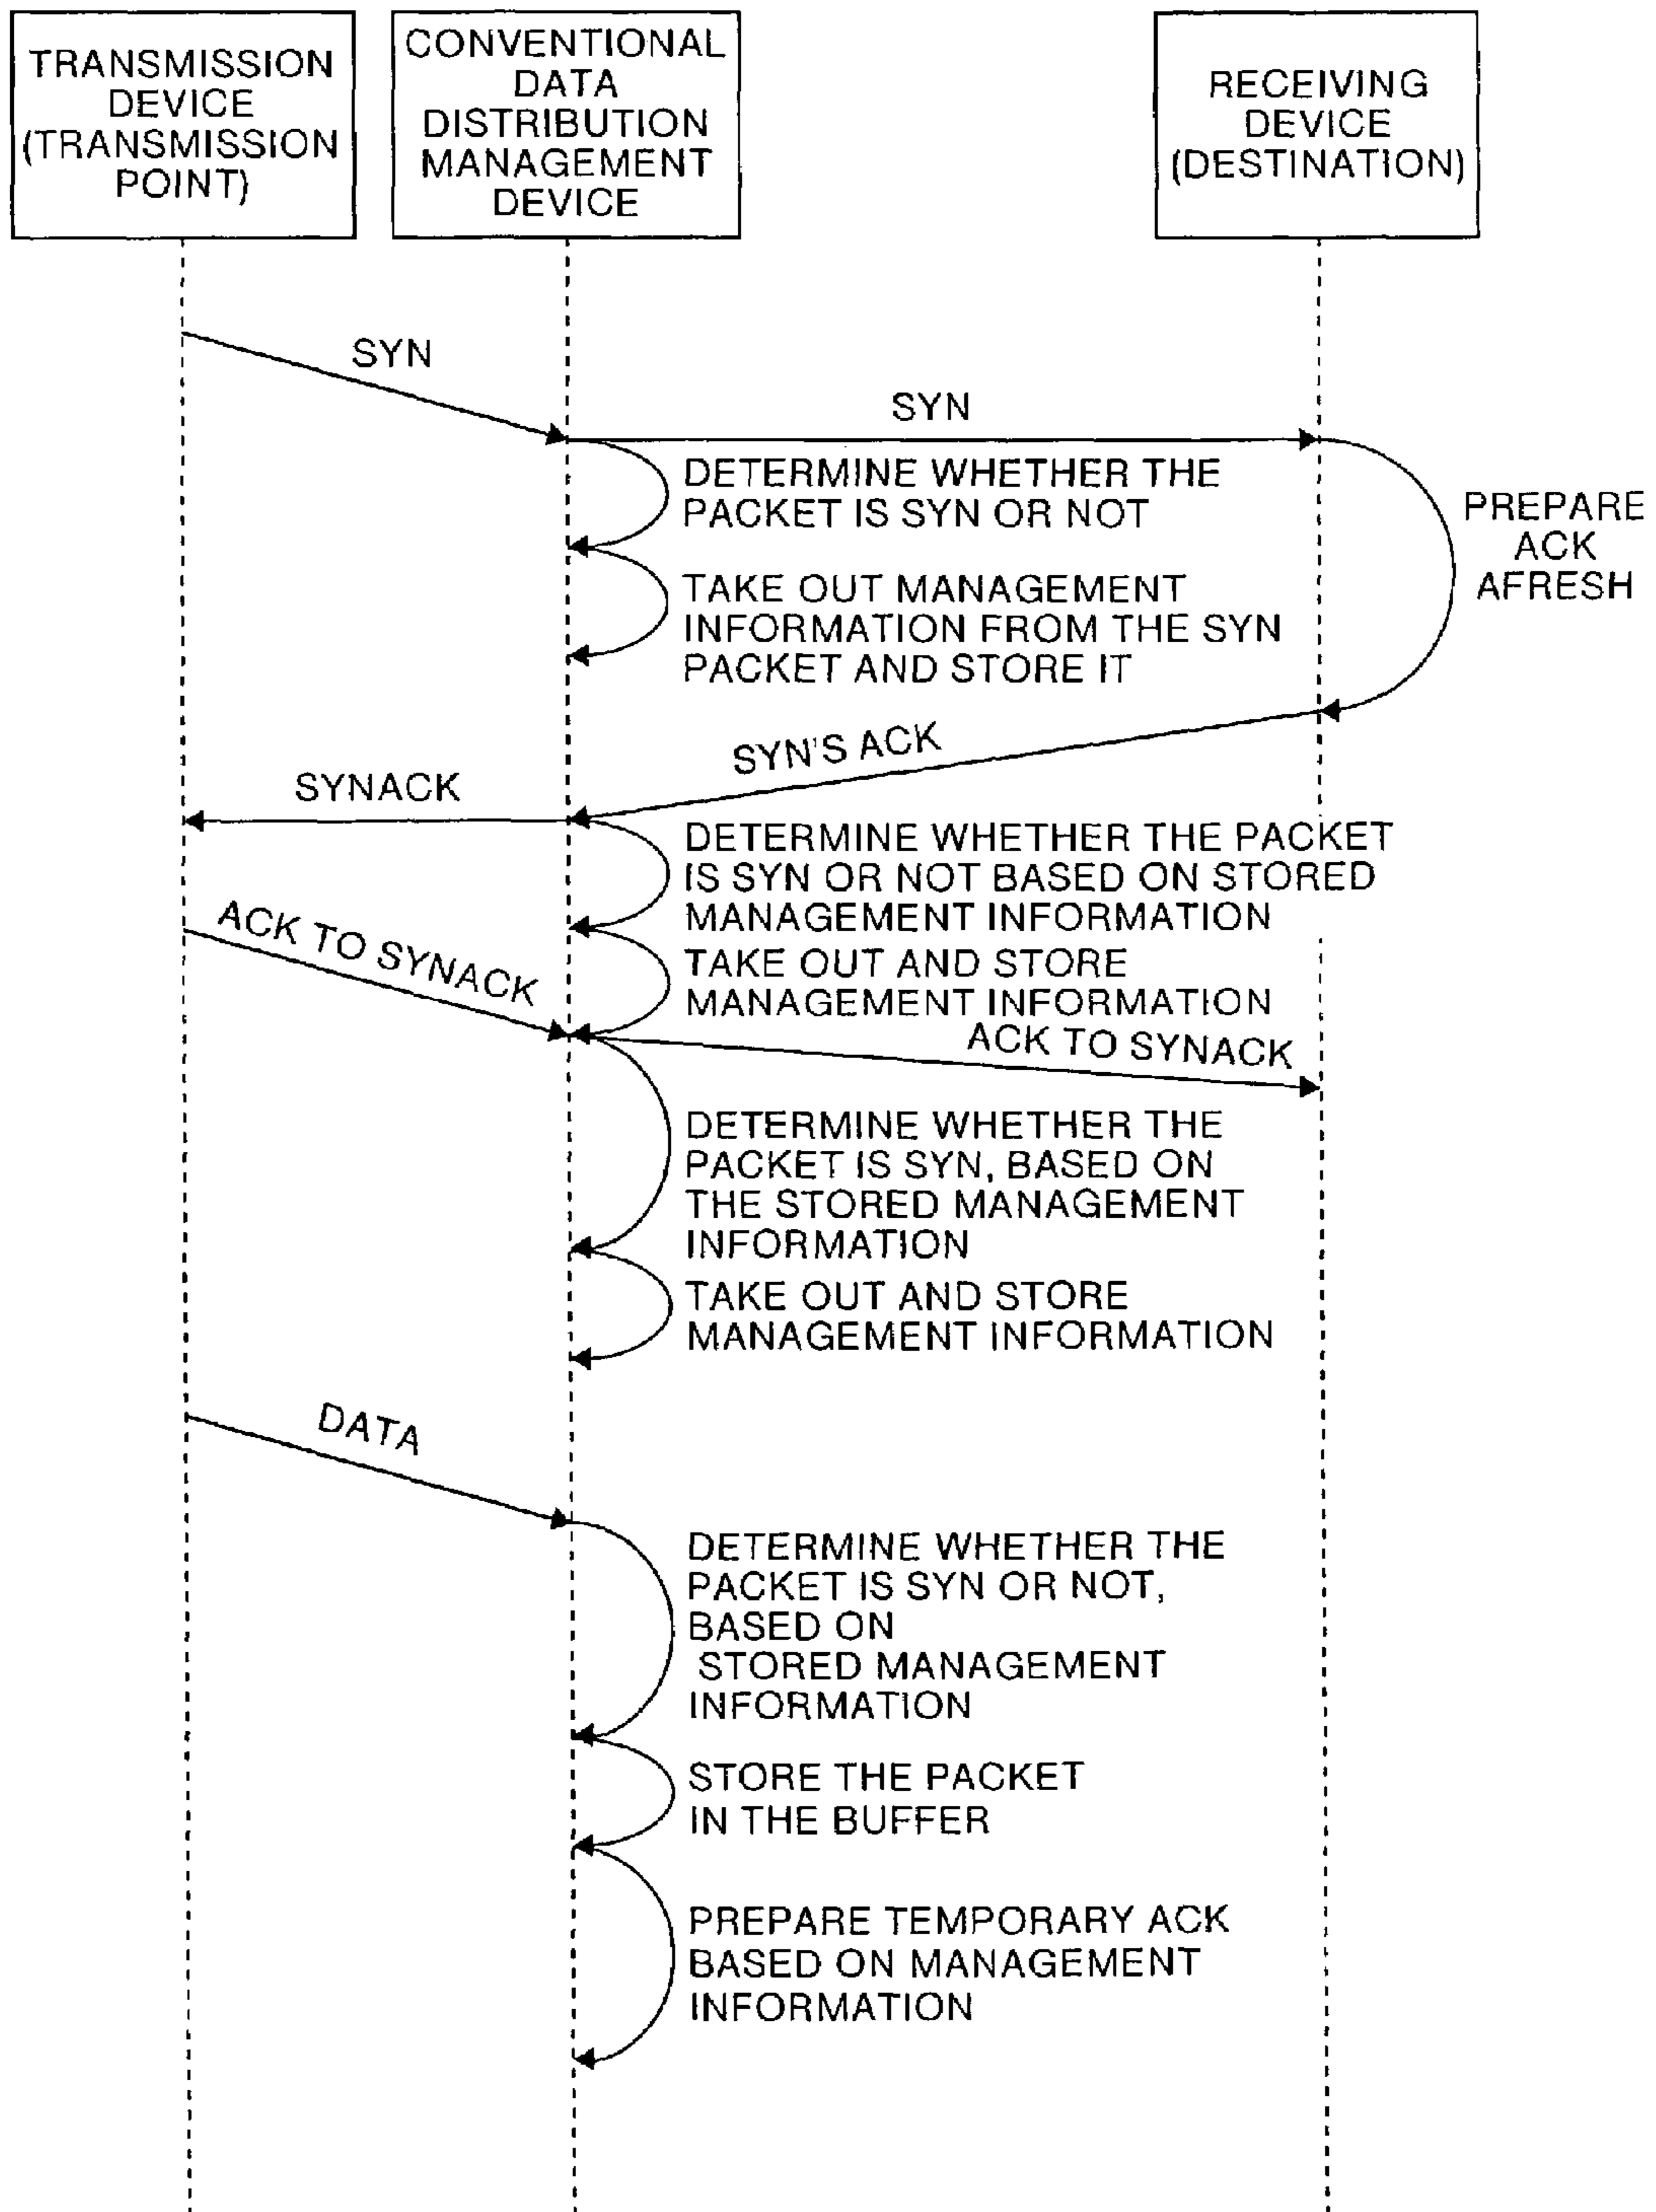 TRANSMISSION
DEVICE
(TRANSMISSION
POINT)
CONVENTIONAL
DATA
DISTRIBUTION
MANAGEMENT
DEVICE
RECEIVING
DEVICE
(DESTINATION)
SYN
SYN
DETERMINE WHETHER THE
PACKET IS SYN OR NOT
PREPARE
ACK
AFRESH
TAKE OUT MANAGEMENT
INFORMATION FROM THE SYN
PACKET AND STORE IT
SYN'S ACK
SYNACK
DETERMINE WHETHER THE PACKET
IS SYN OR NOT BASED ON STORED
MANAGEMENT INFORMATION
ACK TO SYNACK
TAKE OUT AND STORE
MANAGEMENT INFORMATION
ACK TO SYNACK
DETERMINE WHETHER THE
PACKET IS SYN, BASED ON
THE STORED MANAGEMENT
INFORMATION
TAKE OUT AND STORE
MANAGEMENT INFORMATION
DATA
DETERMINE WHETHER THE
PACKET IS SYN OR NOT,
BASED ON
STORED MANAGEMENT
INFORMATION
STORE THE PACKET
IN THE BUFFER
PREPARE TEMPORARY ACK
BASED ON MANAGEMENT
INFORMATION